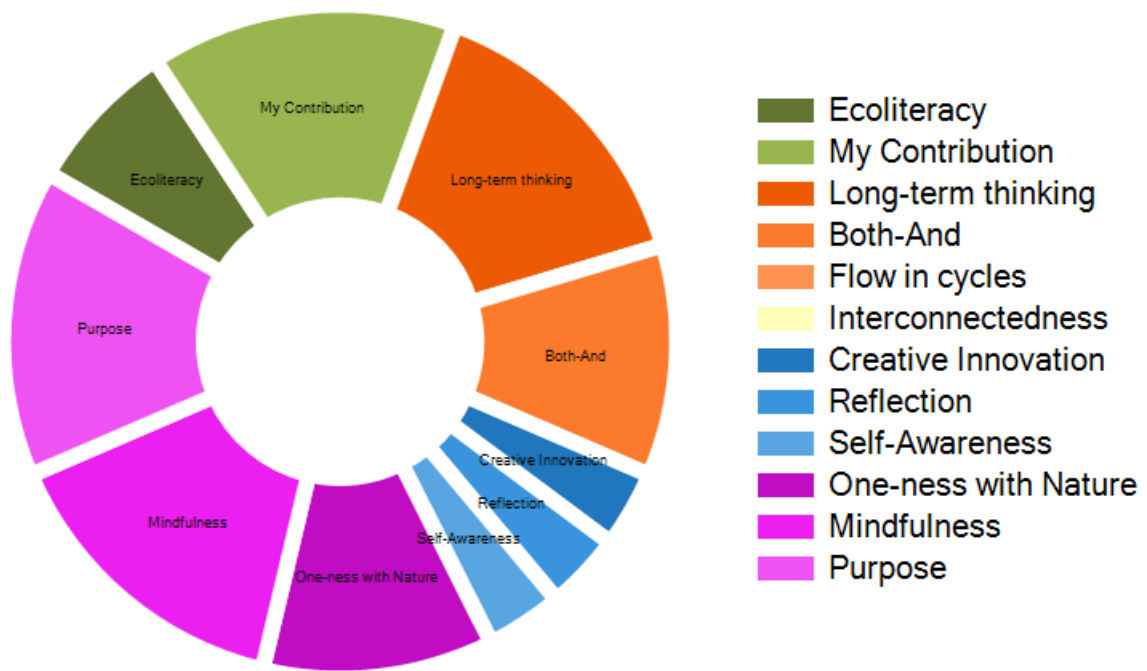 My Contribution
Long-term thinking
Ecoliteracy
Purpose
Both-And
Creative Innovation
Reflection
Mindfulness
Self-Awareness
One-ness with Nature
Ecoliteracy
My Contribution
Long-term thinking
Both-And
Flow in cycles
Interconnectedness
Creative Innovation
Reflection
Self-Awareness
One-ness with Nature
Mindfulness
Purpose